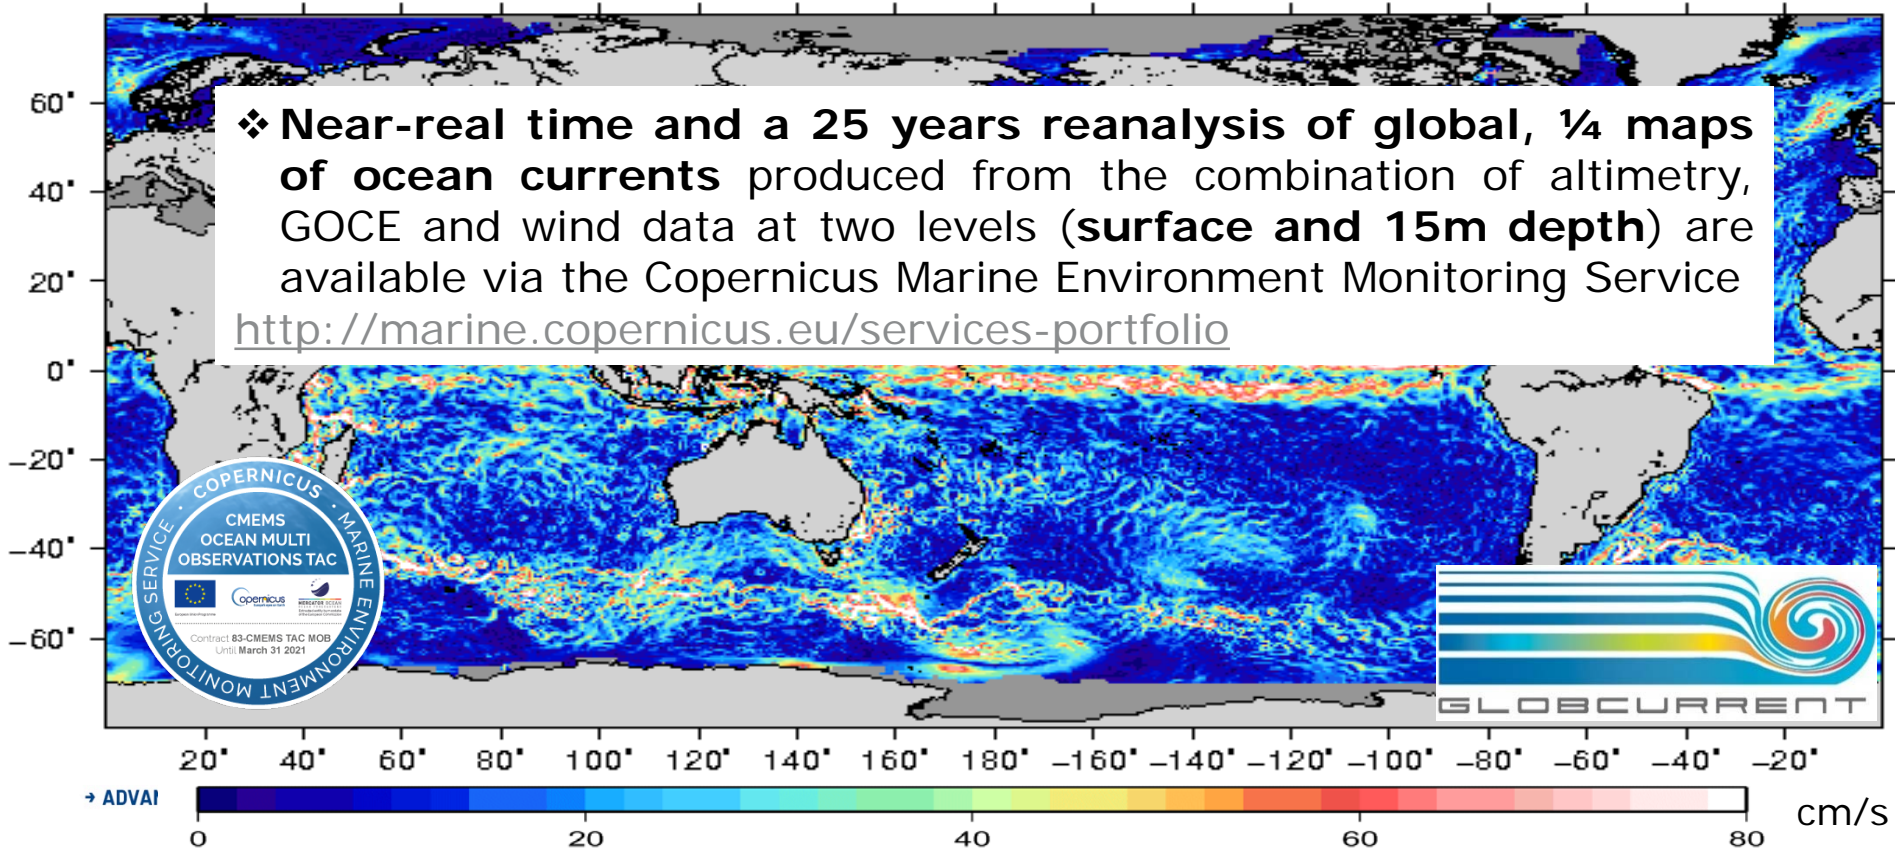 60°
40°
20°
0°
−20°
−40°
−60°
❖ Near-real time and a 25 years reanalysis of global, ¼ maps
of ocean currents produced from the combination of altimetry,
GOCE and wind data at two levels (surface and 15m depth) are
available via the Copernicus Marine Environment Monitoring Service
http://marine.copernicus.eu/services-portfolio
COPERNICUS · MARINE ENVIRONMENT MONITORING SERVICE ·
CMEMS
OCEAN MULTI
OBSERVATIONS TAC
opernicus
MERCATOR OCEAN
Contract 83-CMEMS TAC MOB
Until March 31 2021
GLOBCURRENT
20° 40° 60° 80° 100° 120° 140° 160° 180° −160° −140° −120° −100° −80° −60° −40° −20°
→ ADVA
cm/s
0 20 40 60 80